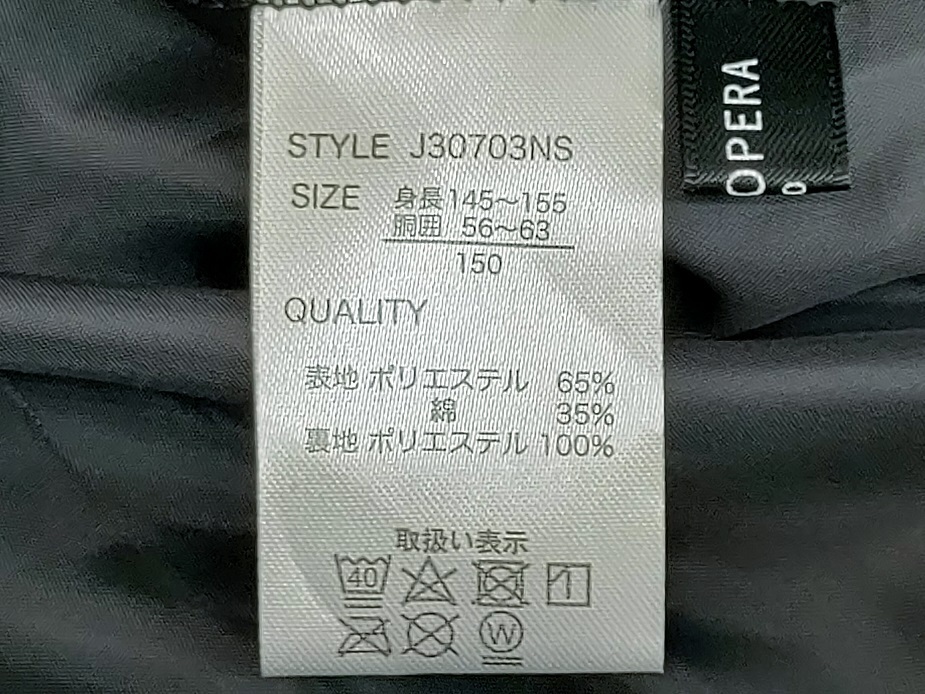 STYLE J30703NS
SIZE 身長145~155
胴囲 56~63
150
QUALITY
表地 ポリエステル 65%
綿 35%
裏地 ポリエステル 100%
取扱い表示
40
1
W
OPERA